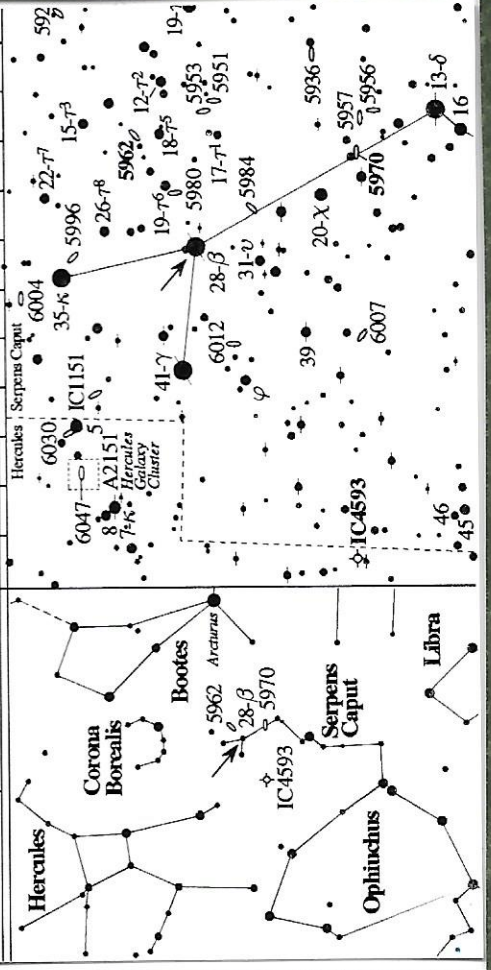 Hercules
Corona
Borealis
Bootes
Arcturus
5962
28-β
5970
IC4593
Serpens
Caput
Ophiuchus
Libra
Hercules
Serpens Caput
6004
22-τ⁷
6030
35-κ
5996
15-τ³
6047
IC1151
5
26-τ⁸
8
A2151
7-κ
Hercules
Galaxy
Cluster
5962
12-τ²
18-τ⁵
19-τ⁶
41-γ
5980
5953
5951
28-β
17-τ¹
6012
5984
31-υ
φ
39
20-χ
5936
5957
5956
5970
6007
IC4593
13-δ
46
45
16